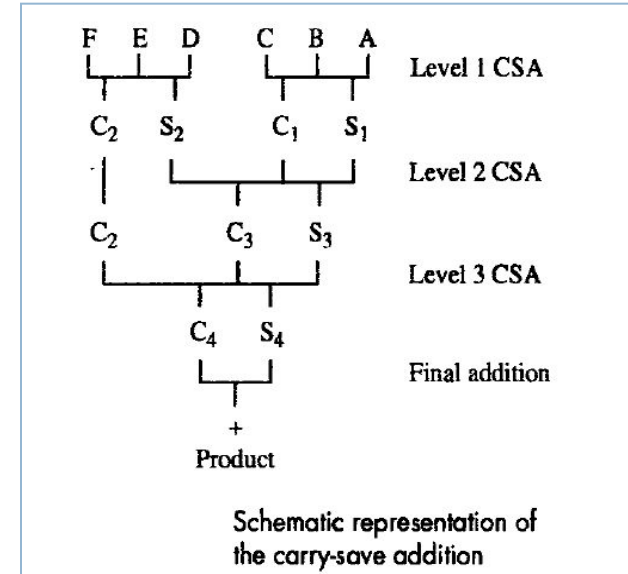 F E D C B A
Level 1 CSA
C₂ S₂ C₁ S₁
Level 2 CSA
C₂ C₃ S₃
Level 3 CSA
C₄ S₄
Final addition
+
Product
Schematic representation of
the carry-save addition